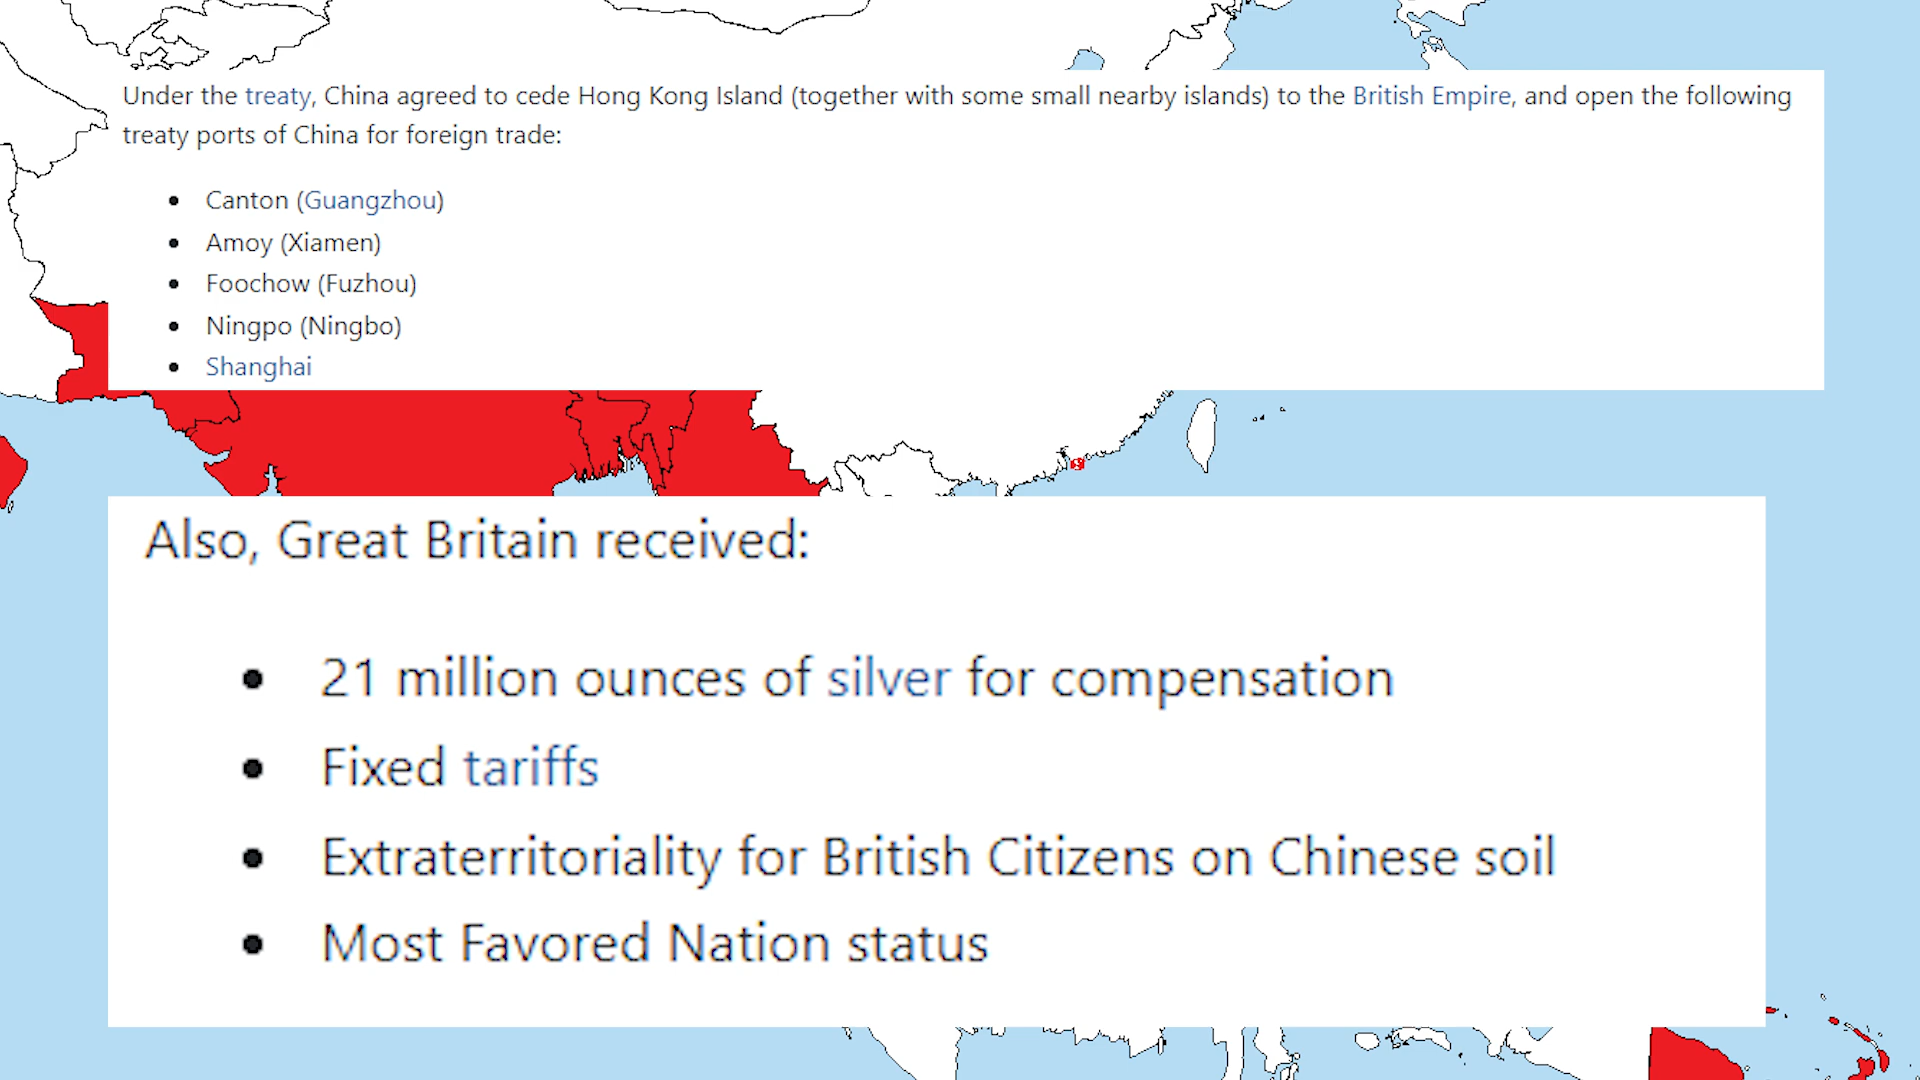 Under the treaty, China agreed to cede Hong Kong Island (together with some small nearby islands) to the British Empire, and open the following
treaty ports of China for foreign trade:
• Canton (Guangzhou)
• Amoy (Xiamen)
• Foochow (Fuzhou)
• Ningpo (Ningbo)
• Shanghai
Also, Great Britain received:
• 21 million ounces of silver for compensation
• Fixed tariffs
• Extraterritoriality for British Citizens on Chinese soil
• Most Favored Nation status